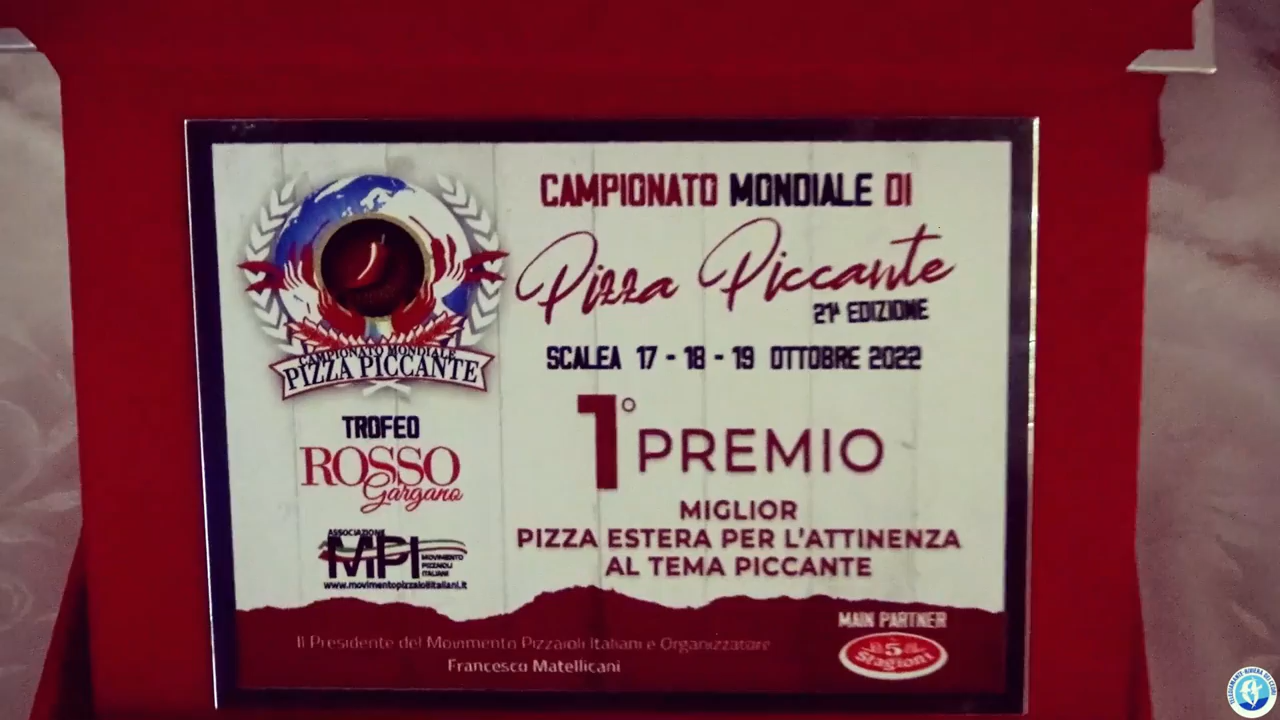 CAMPIONATO MONDIALE DI
Pizza Piccante
21ª EDIZIONE
SCALEA 17 - 18 - 19 OTTOBRE 2022
1° PREMIO
MIGLIOR
PIZZA ESTERA PER L'ATTINENZA
AL TEMA PICCANTE
CAMPIONATO MONDIALE
PIZZA PICCANTE
TROFEO
ROSSO
Gargano
ASSOCIAZIONE
MPI
MOVIMENTO
PIZZAIOLI
ITALIANI
www.movimentopizzaioliitaliani.it
Il Presidente del Movimento Pizzaioli Italiani e Organizzatore
Francesco Matellicani
MAIN PARTNER
5
Stagioni